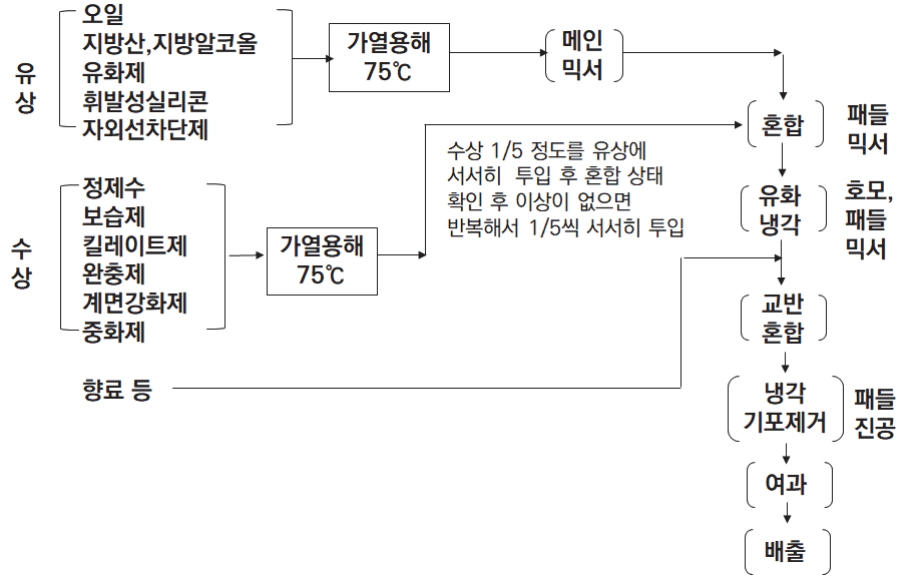 유상
오일
지방산,지방알코올
유화제
휘발성실리콘
자외선차단제
가열용해
75℃
메인
믹서
혼합
패들
믹서
수상 1/5 정도를 유상에
서서히 투입 후 혼합 상태
확인 후 이상이 없으면
반복해서 1/5씩 서서히 투입
유화
냉각
호모,
패들
믹서
수상
정제수
보습제
킬레이트제
완충제
계면강화제
중화제
가열용해
75℃
교반
혼합
향료 등
냉각
기포제거
패들
진공
여과
배출